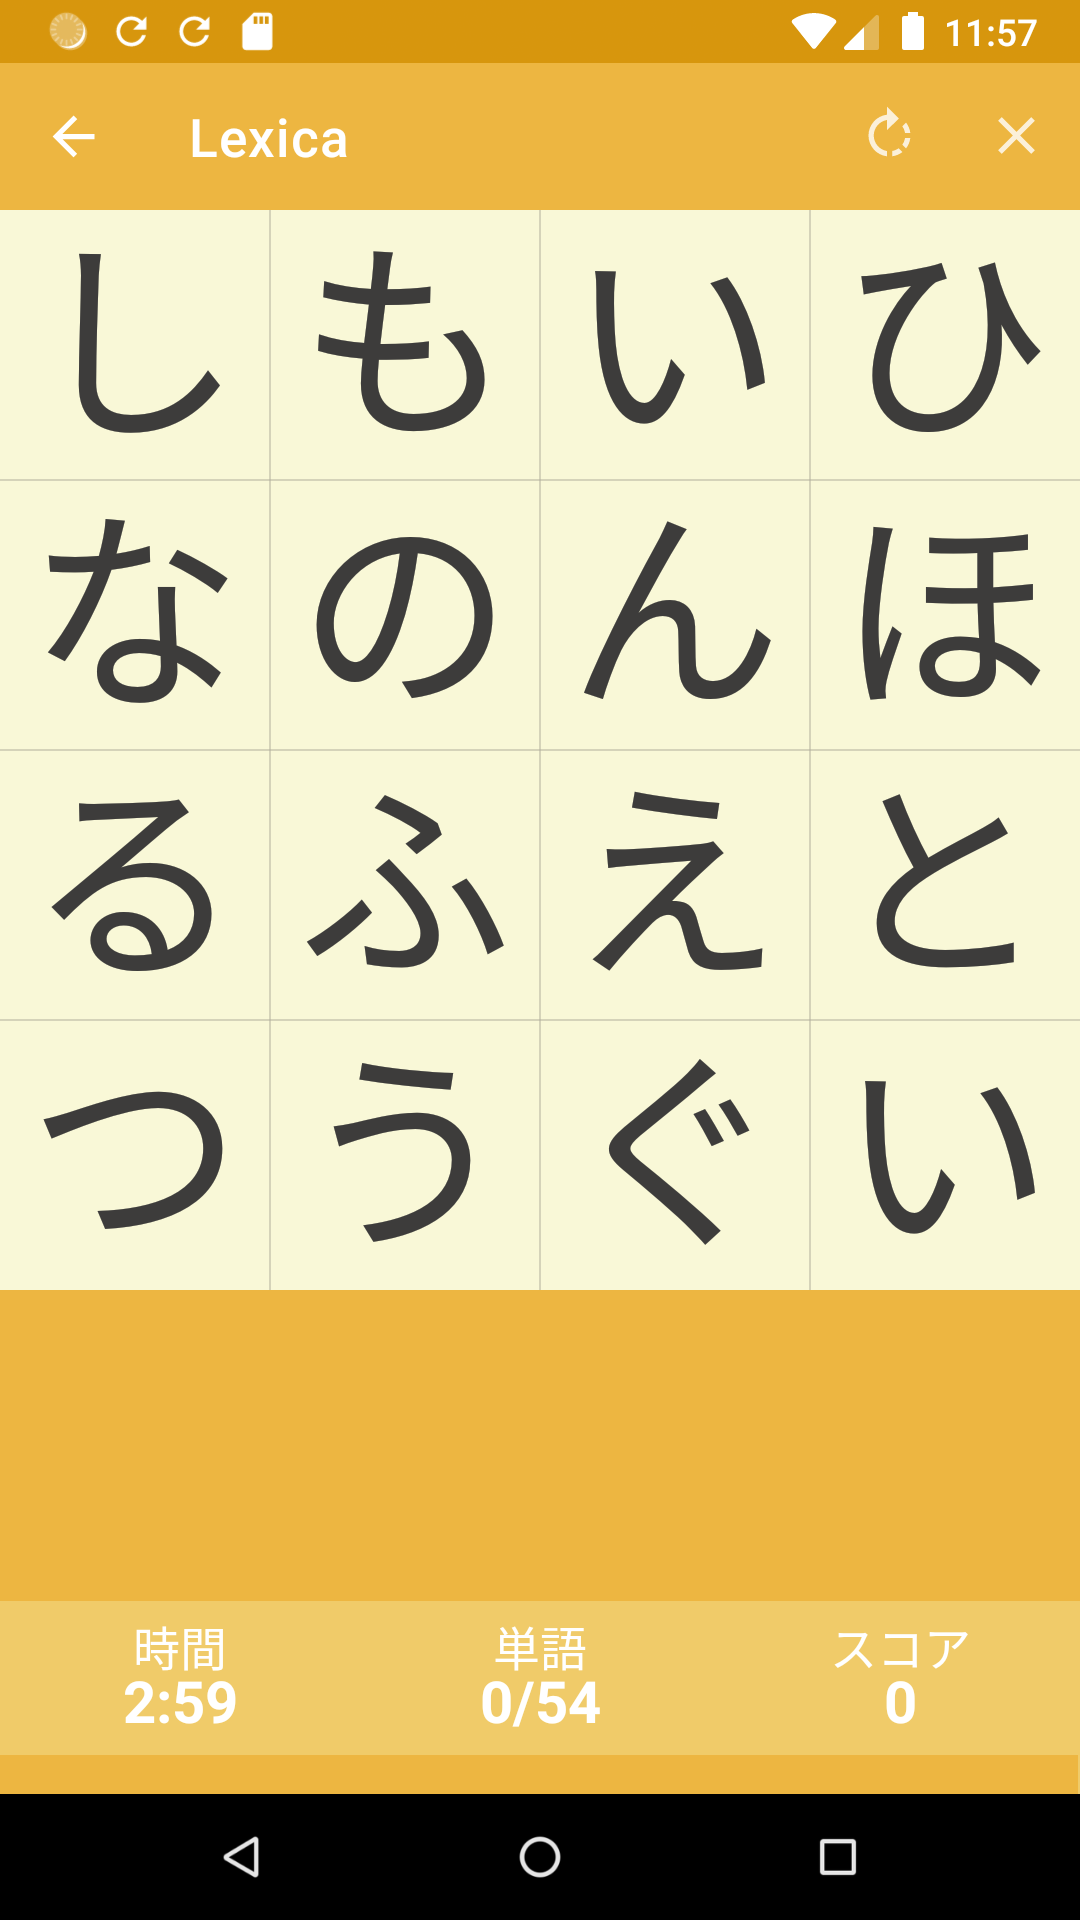 11:57
Lexica
し も い ひ
な の ん ほ
る ふ え と
つ う ぐ い
時間 単語 スコア
2:59 0/54 0